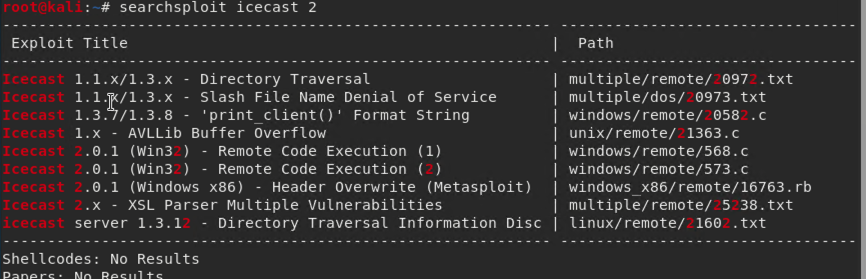 root@kali:~# searchsploit icecast 2
Exploit Title | Path
Icecast 1.1.x/1.3.x - Directory Traversal | multiple/remote/20972.txt
Icecast 1.1.x/1.3.x - Slash File Name Denial of Service | multiple/dos/20973.txt
Icecast 1.3.7/1.3.8 - 'print_client()' Format String | windows/remote/20582.c
Icecast 1.x - AVLLib Buffer Overflow | unix/remote/21363.c
Icecast 2.0.1 (Win32) - Remote Code Execution (1) | windows/remote/568.c
Icecast 2.0.1 (Win32) - Remote Code Execution (2) | windows/remote/573.c
Icecast 2.0.1 (Windows x86) - Header Overwrite (Metasploit) | windows_x86/remote/16763.rb
Icecast 2.x - XSL Parser Multiple Vulnerabilities | multiple/remote/25238.txt
icecast server 1.3.12 - Directory Traversal Information Disc | linux/remote/21602.txt
Shellcodes: No Results
Papers: No Results